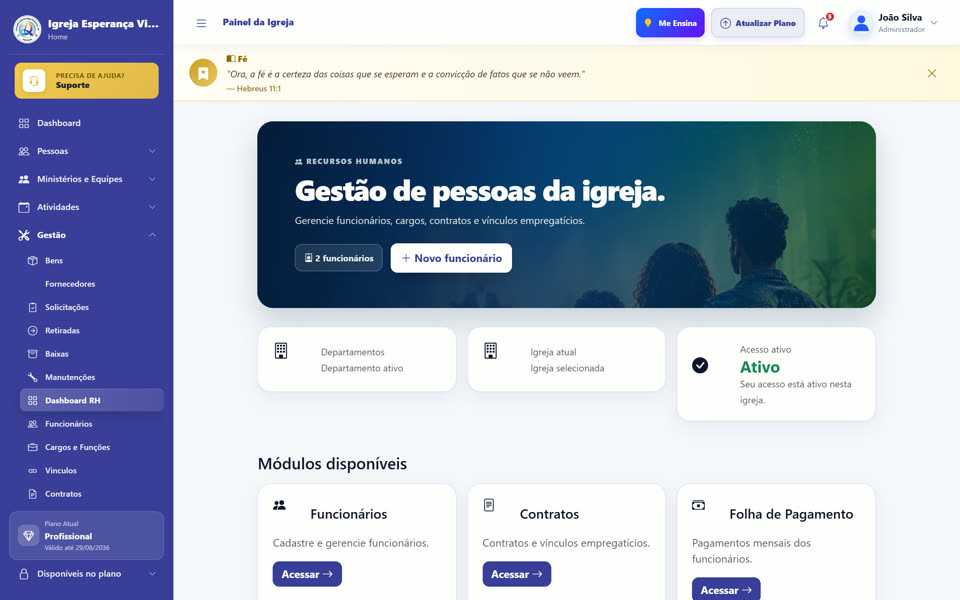 Igreja Esperança Vi...
Home
PRECISA DE AJUDA?
Suporte
Dashboard
Pessoas
Ministérios e Equipes
Atividades
Gestão
Bens
Fornecedores
Solicitações
Retiradas
Baixas
Manutenções
Dashboard RH
Funcionários
Cargos e Funções
Vínculos
Contratos
Plano Atual
Profissional
Válido até 29/08/2036
Disponíveis no plano
Painel da Igreja
Me Ensina
Atualizar Plano
João Silva
Administrador
Fé
"Ora, a fé é a certeza das coisas que se esperam e a convicção de fatos que se não veem."
— Hebreus 11:1
RECURSOS HUMANOS
Gestão de pessoas da igreja.
Gerencie funcionários, cargos, contratos e vínculos empregatícios.
2 funcionários
+ Novo funcionário
Departamentos
Departamento ativo
Igreja atual
Igreja selecionada
Acesso ativo
Ativo
Seu acesso está ativo nesta
igreja.
Módulos disponíveis
Funcionários
Cadastre e gerencie funcionários.
Acessar →
Contratos
Contratos e vínculos empregatícios.
Acessar →
Folha de Pagamento
Pagamentos mensais dos
funcionários.
Acessar →